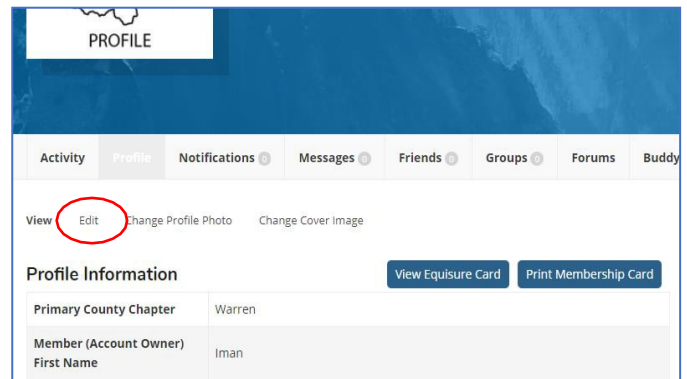 PROFILE
Activity Profile Notifications 0 Messages 0 Friends 0 Groups 0 Forums Buddy
View Edit Change Profile Photo Change Cover Image
Profile Information View Equisure Card Print Membership Card
Primary County Chapter Warren
Member (Account Owner)
First Name Iman